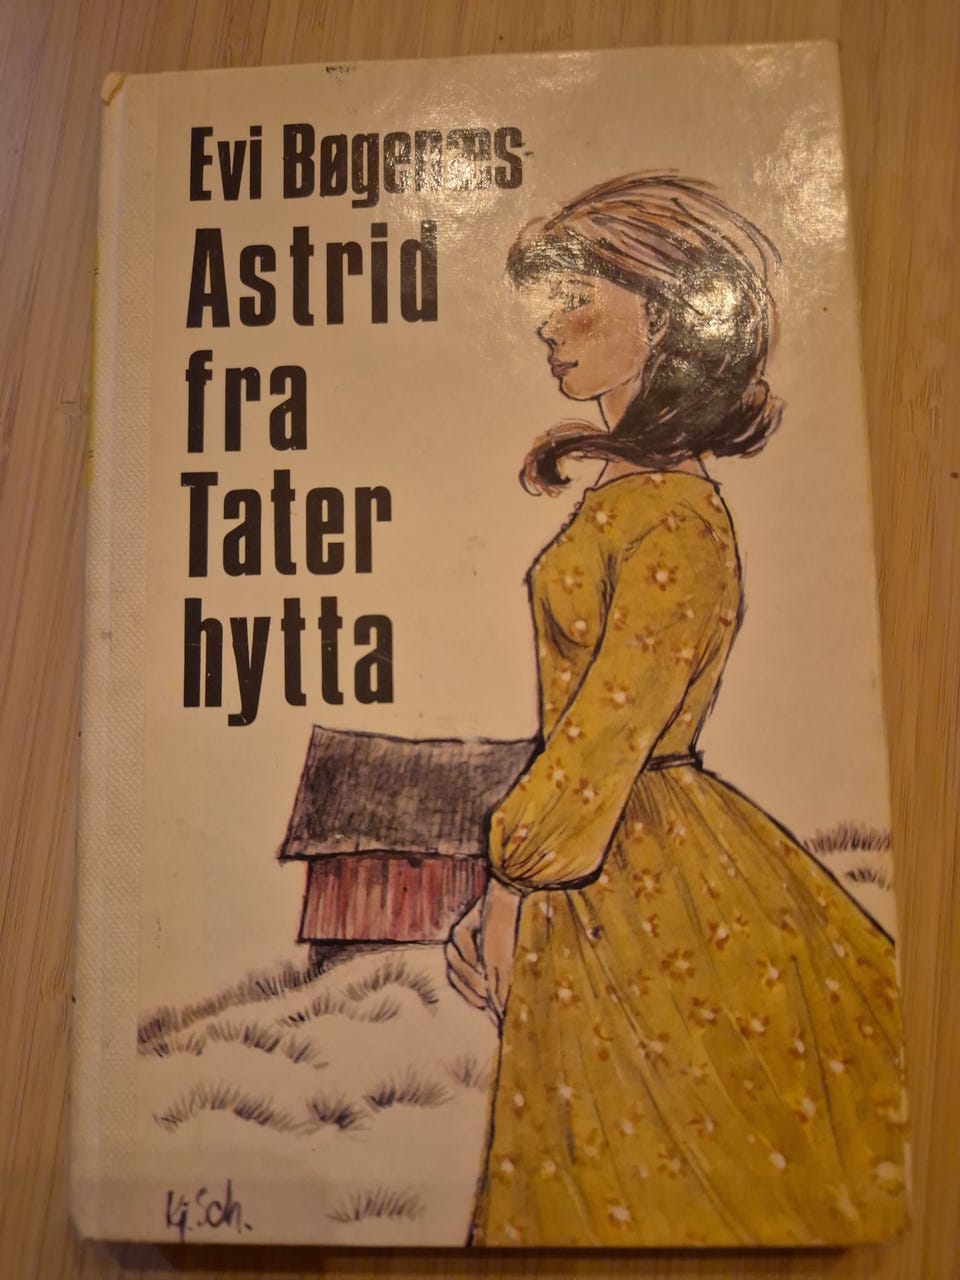 Evi Bøgenæs
Astrid
fra
Tater
hytta
Kj. Sch.